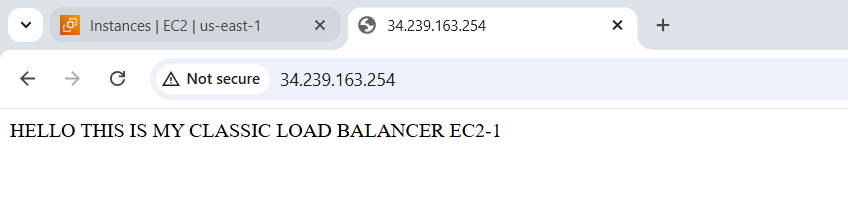 Instances | EC2 | us-east-1
34.239.163.254
Not secure
34.239.163.254
HELLO THIS IS MY CLASSIC LOAD BALANCER EC2-1